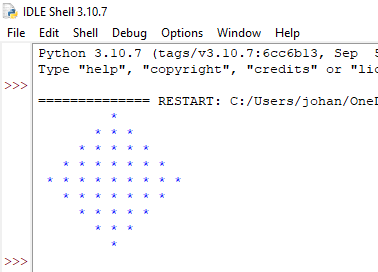 IDLE Shell 3.10.7
File Edit Shell Debug Options Window Help
Python 3.10.7 (tags/v3.10.7:6cc6b13, Sep 5
Type "help", "copyright", "credits" or "lic
>>>
=============== RESTART: C:/Users/johan/OneD
*
* * *
* * * * *
* * * * * * *
* * * * * * * * *
* * * * * * *
* * * * *
* * *
*
>>>